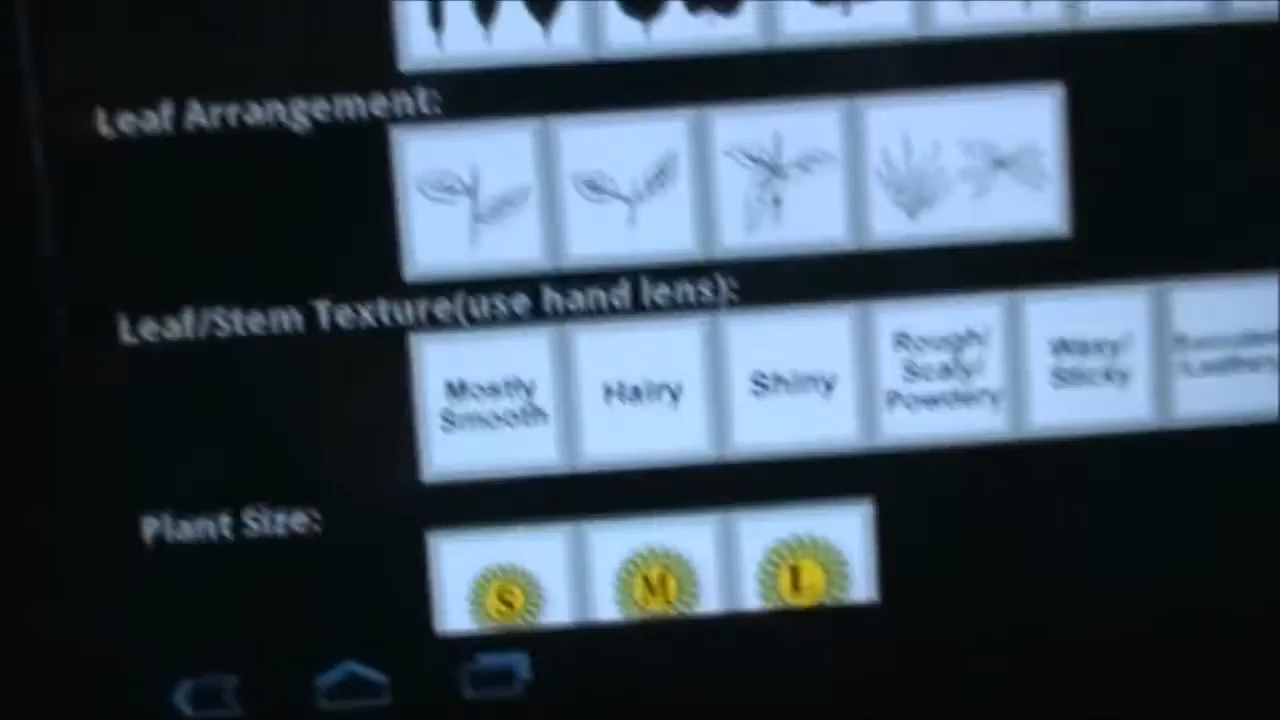 Leaf Arrangement:
Leaf/Stem Texture(use hand lens):
Mostly
Smooth
Hairy
Shiny
Rough/
Scaly/
Powdery
Waxy/
Sticky
Plant Size:
S
M
L